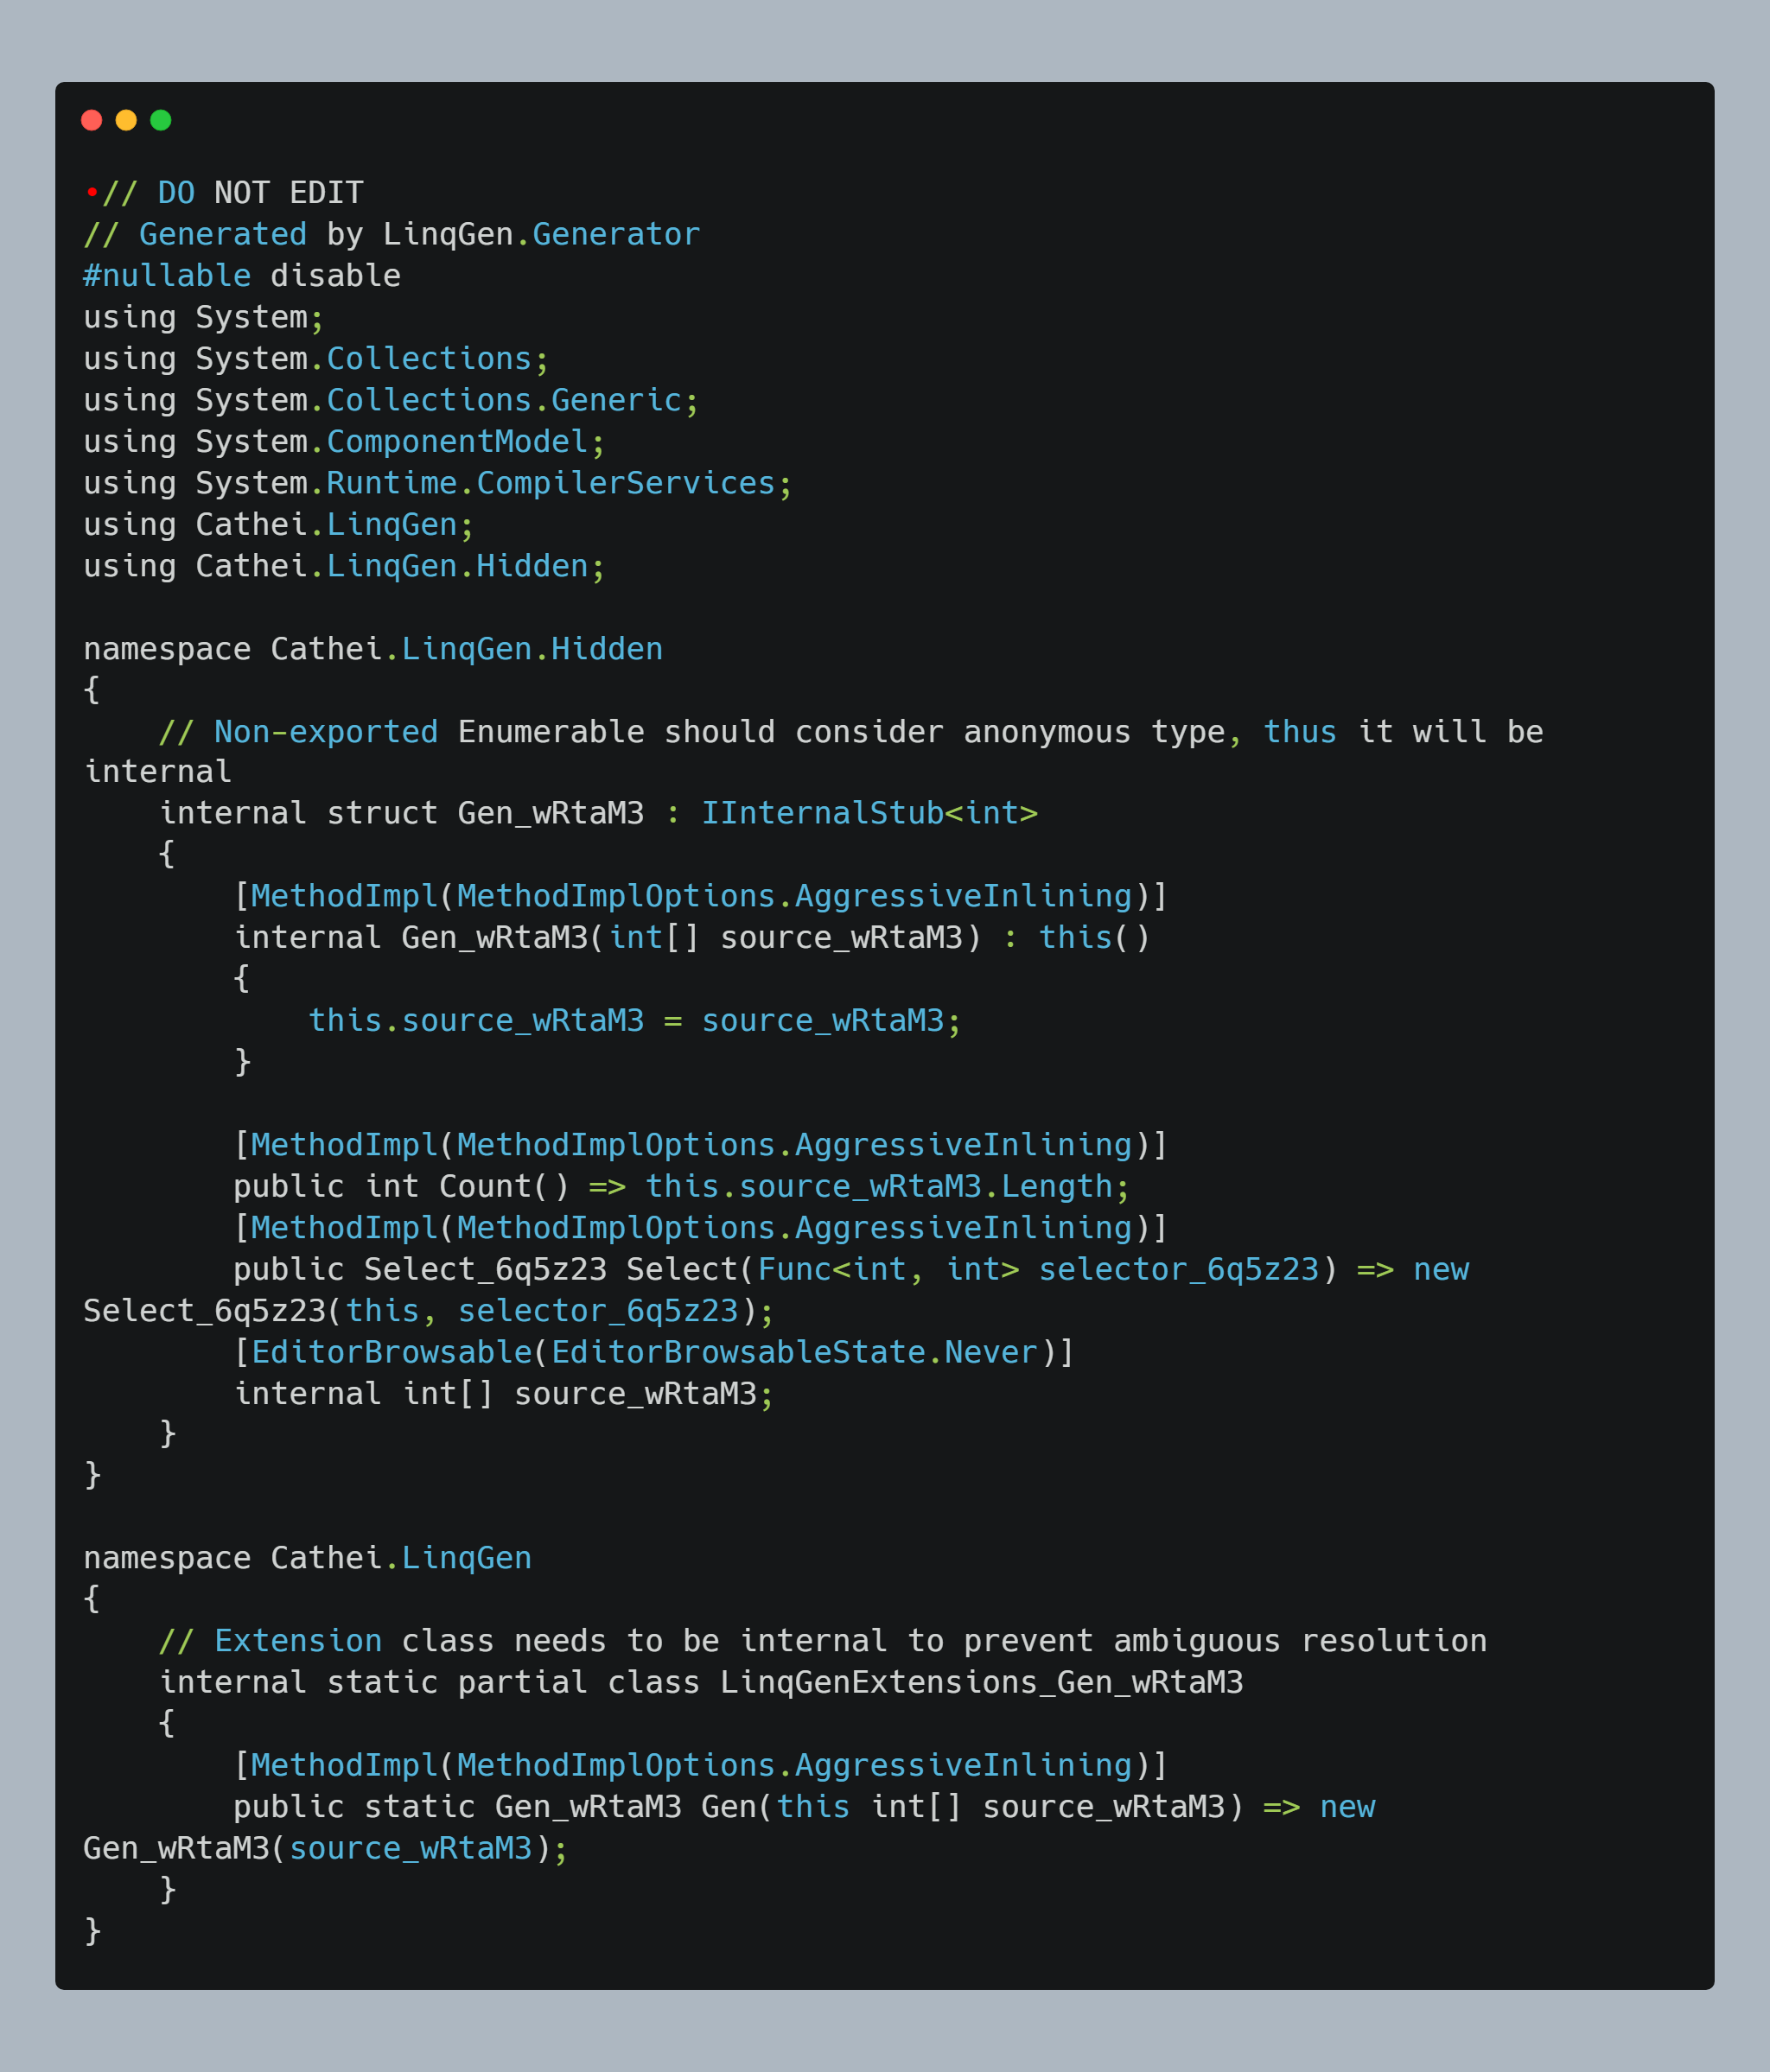 •// DO NOT EDIT
// Generated by LinqGen.Generator
#nullable disable
using System;
using System.Collections;
using System.Collections.Generic;
using System.ComponentModel;
using System.Runtime.CompilerServices;
using Cathei.LinqGen;
using Cathei.LinqGen.Hidden;

namespace Cathei.LinqGen.Hidden
{
    // Non-exported Enumerable should consider anonymous type, thus it will be
internal
    internal struct Gen_wRtaM3 : IInternalStub<int>
    {
        [MethodImpl(MethodImplOptions.AggressiveInlining)]
        internal Gen_wRtaM3(int[] source_wRtaM3) : this()
        {
            this.source_wRtaM3 = source_wRtaM3;
        }

        [MethodImpl(MethodImplOptions.AggressiveInlining)]
        public int Count() => this.source_wRtaM3.Length;
        [MethodImpl(MethodImplOptions.AggressiveInlining)]
        public Select_6q5z23 Select(Func<int, int> selector_6q5z23) => new
Select_6q5z23(this, selector_6q5z23);
        [EditorBrowsable(EditorBrowsableState.Never)]
        internal int[] source_wRtaM3;
    }
}

namespace Cathei.LinqGen
{
    // Extension class needs to be internal to prevent ambiguous resolution
    internal static partial class LinqGenExtensions_Gen_wRtaM3
    {
        [MethodImpl(MethodImplOptions.AggressiveInlining)]
        public static Gen_wRtaM3 Gen(this int[] source_wRtaM3) => new
Gen_wRtaM3(source_wRtaM3);
    }
}